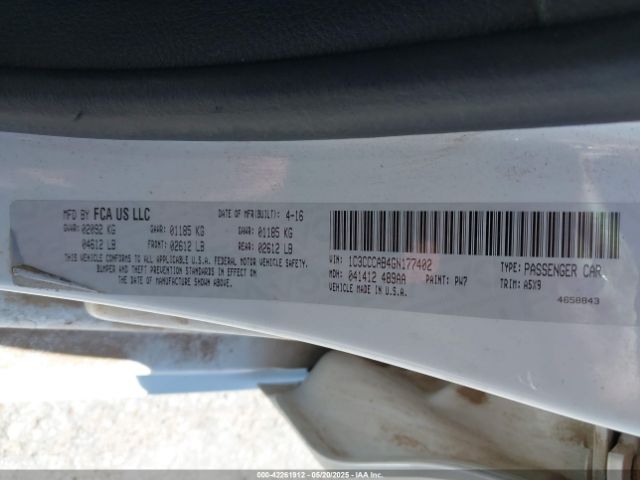 MFD BY FCA US LLC
DATE OF MFR(BUILT): 4-16
GVWR: 02092 KG GAWR: 01185 KG GAWR: 01185 KG
04612 LB FRONT: 02612 LB REAR: 02612 LB
THIS VEHICLE CONFORMS TO ALL APPLICABLE U.S.A. FEDERAL MOTOR VEHICLE SAFETY,
BUMPER AND THEFT PREVENTION STANDARDS IN EFFECT ON
THE DATE OF MANUFACTURE SHOWN ABOVE.
VIN: 1C3CCCAB4GN177402
TYPE: PASSENGER CAR
MDH: 041412 489AA PAINT: PW7 TRIM: A5X9
VEHICLE MADE IN U.S.A.
4658843
000-42261912 - 05/20/2025 - IAAI.COM